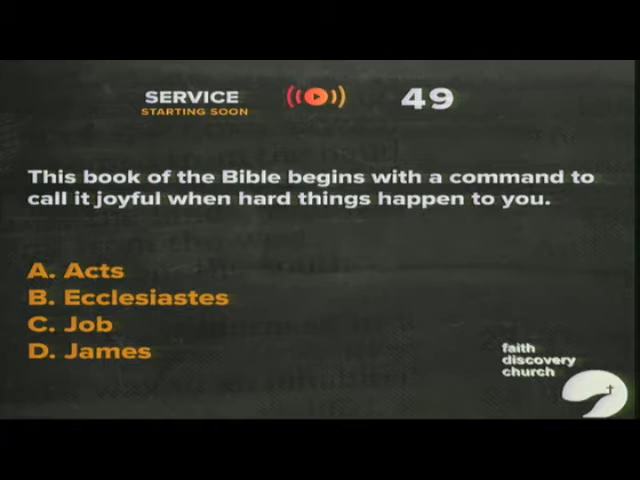 SERVICE
STARTING SOON
49
This book of the Bible begins with a command to
call it joyful when hard things happen to you.
A. Acts
B. Ecclesiastes
C. Job
D. James
faith
discovery
church